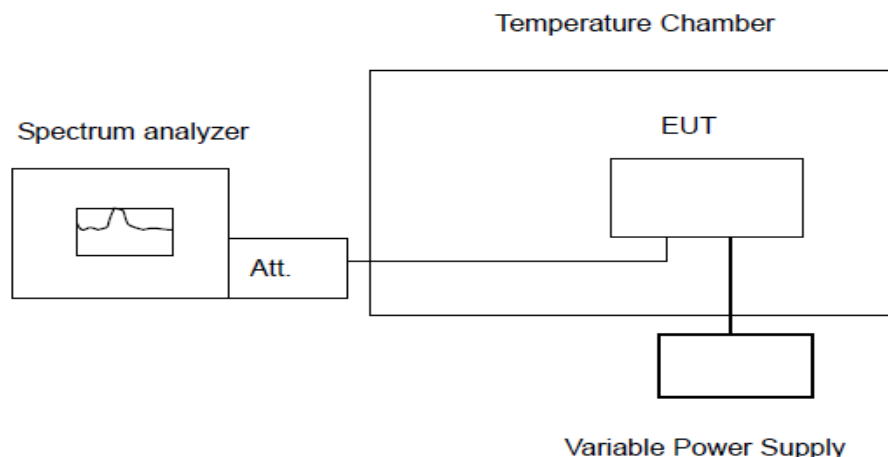 Temperature Chamber
Spectrum analyzer
EUT
Att.
Variable Power Supply